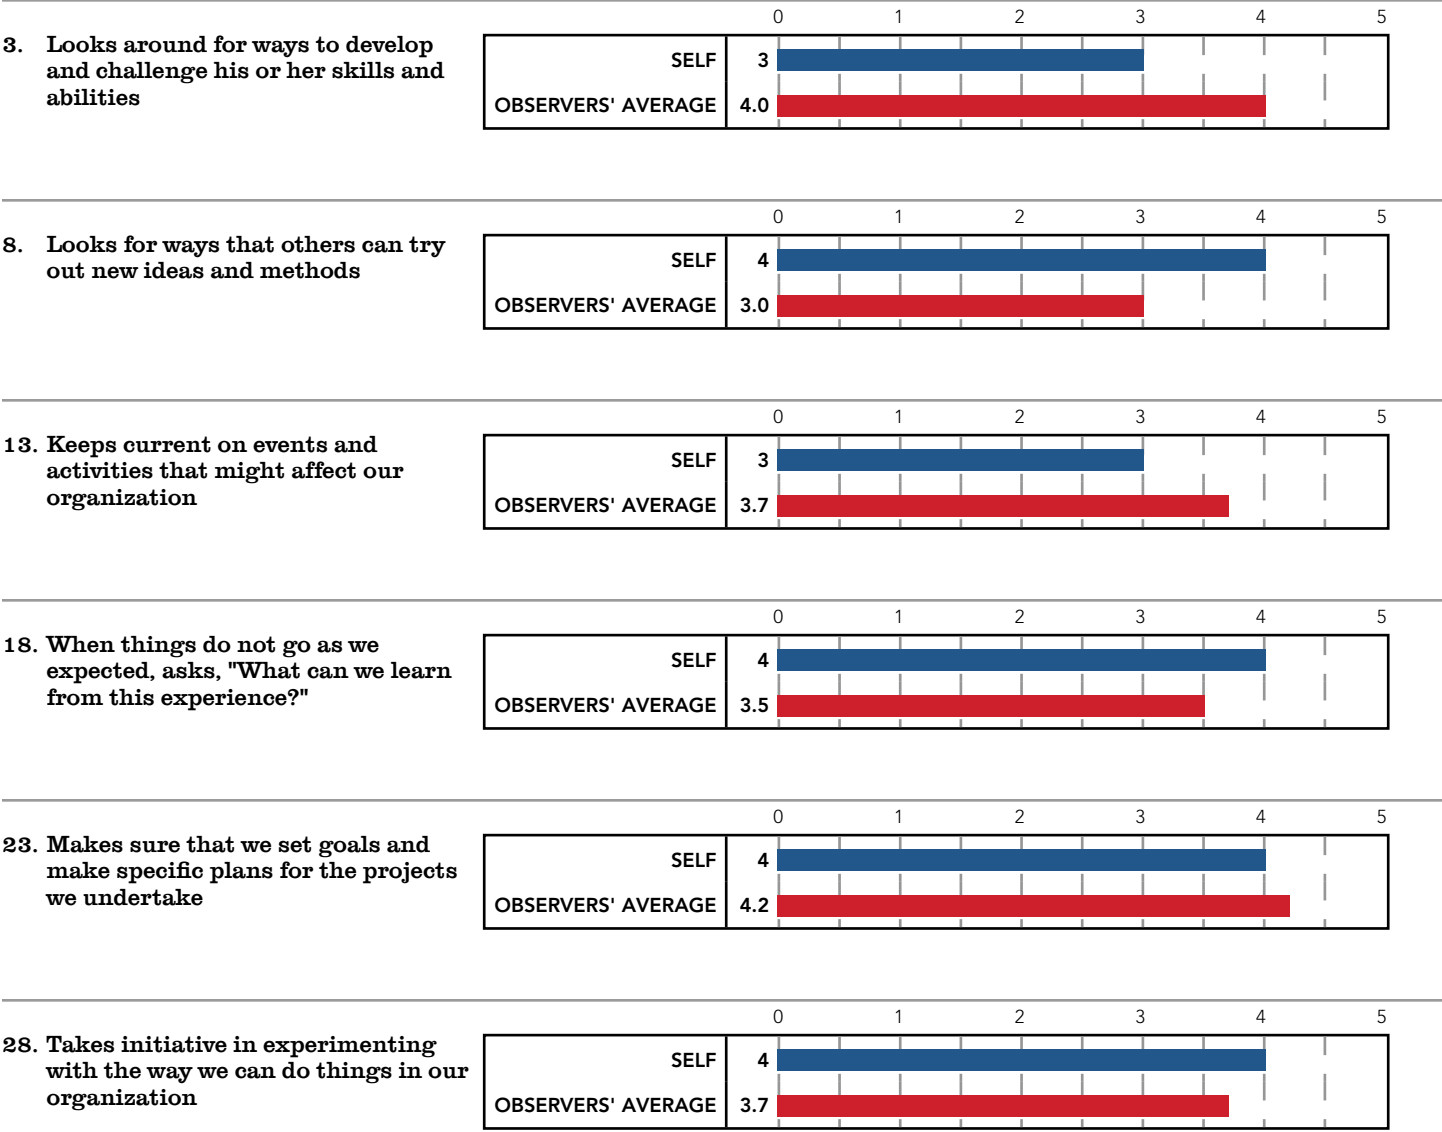 0 1 2 3 4 5
3. Looks around for ways to develop
and challenge his or her skills and
abilities
SELF 3
OBSERVERS' AVERAGE 4.0
0 1 2 3 4 5
8. Looks for ways that others can try
out new ideas and methods
SELF 4
OBSERVERS' AVERAGE 3.0
0 1 2 3 4 5
13. Keeps current on events and
activities that might affect our
organization
SELF 3
OBSERVERS' AVERAGE 3.7
0 1 2 3 4 5
18. When things do not go as we
expected, asks, "What can we learn
from this experience?"
SELF 4
OBSERVERS' AVERAGE 3.5
0 1 2 3 4 5
23. Makes sure that we set goals and
make specific plans for the projects
we undertake
SELF 4
OBSERVERS' AVERAGE 4.2
0 1 2 3 4 5
28. Takes initiative in experimenting
with the way we can do things in our
organization
SELF 4
OBSERVERS' AVERAGE 3.7